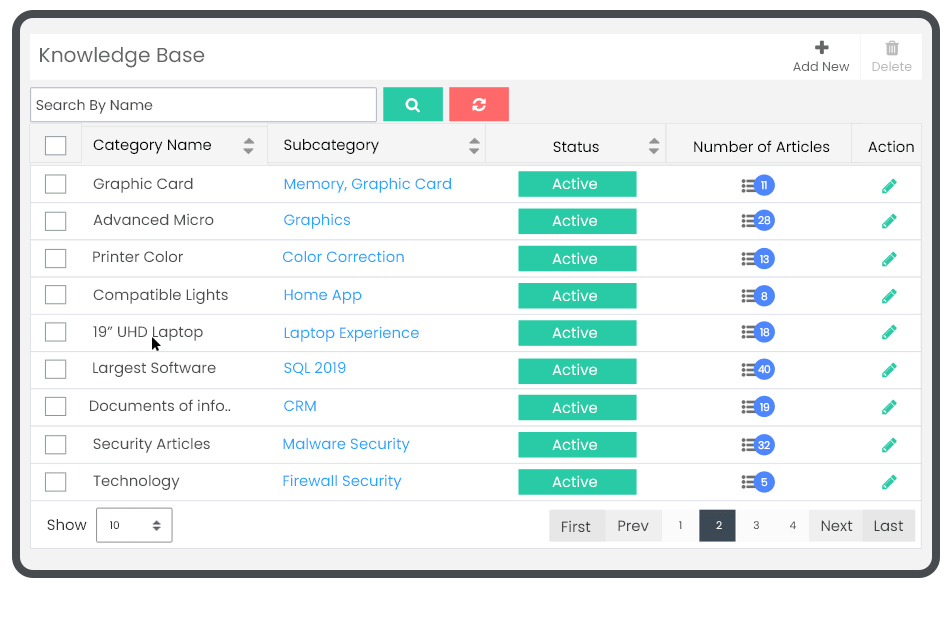 Knowledge Base
Add New Delete
Search By Name
Category Name Subcategory Status Number of Articles Action
Graphic Card Memory, Graphic Card Active 11
Advanced Micro Graphics Active 28
Printer Color Color Correction Active 13
Compatible Lights Home App Active 8
19” UHD Laptop Laptop Experience Active 18
Largest Software SQL 2019 Active 40
Documents of info.. CRM Active 19
Security Articles Malware Security Active 32
Technology Firewall Security Active 5
Show 10 First Prev 1 2 3 4 Next Last